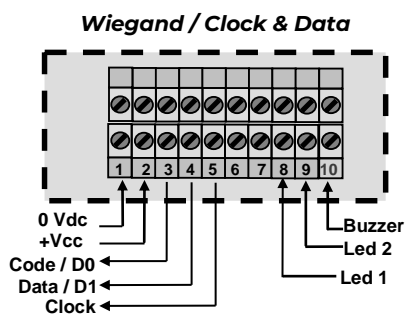 Wiegand / Clock & Data
1 2 3 4 5 6 7 8 9 10
0 Vdc
+Vcc
Code / D0
Data / D1
Clock
Buzzer
Led 2
Led 1